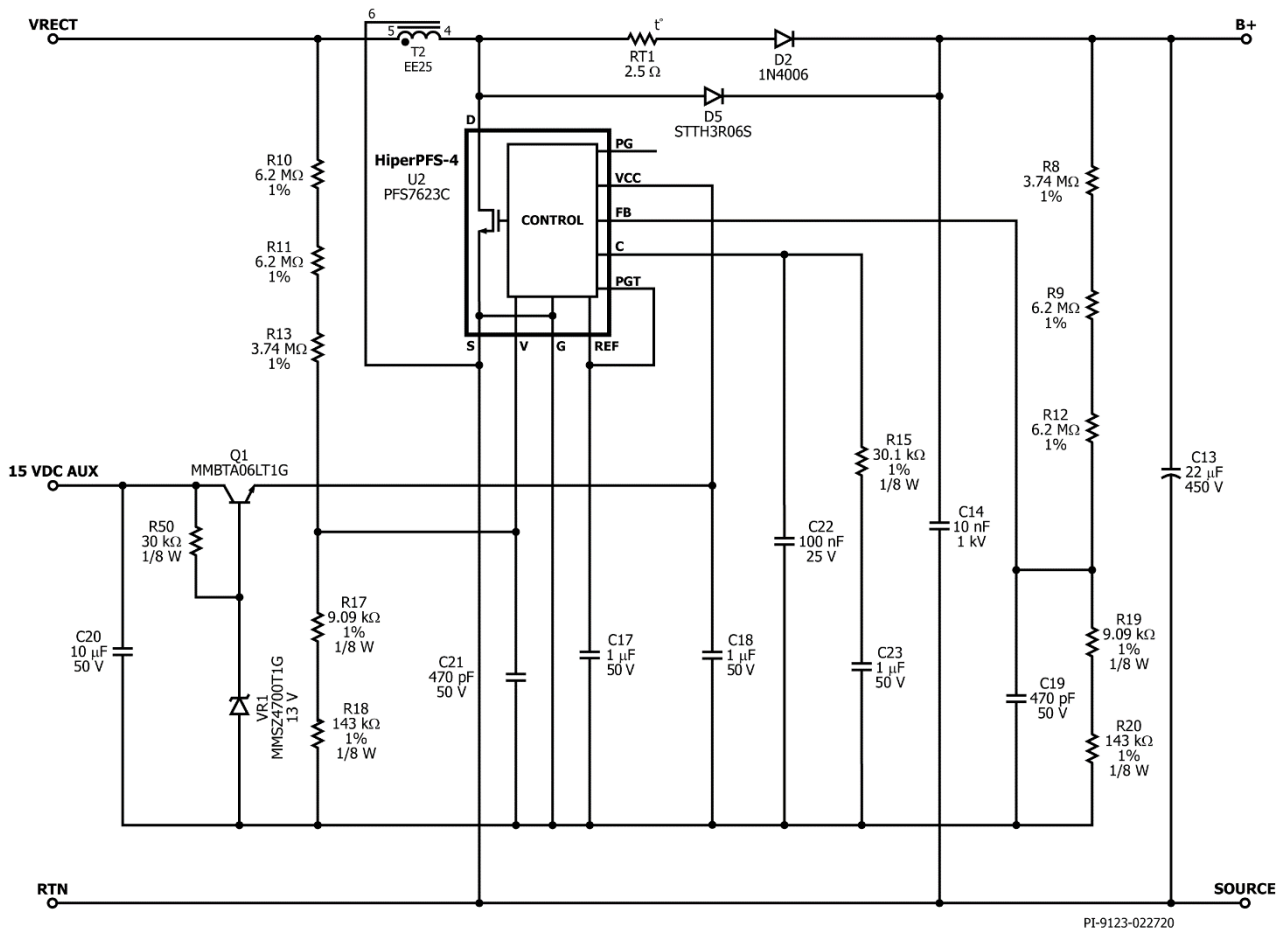 VRECT
6
5
4
T2
EE25
t°
RT1
2.5 Ω
D2
1N4006
B+
D5
STTH3R06S
D
HiperPFS-4
U2
PFS7623C
CONTROL
PG
VCC
FB
C
PGT
S
V
G
REF
R10
6.2 MΩ
1%
R11
6.2 MΩ
1%
R13
3.74 MΩ
1%
R8
3.74 MΩ
1%
R9
6.2 MΩ
1%
R12
6.2 MΩ
1%
Q1
MMBTA06LT1G
15 VDC AUX
R50
30 kΩ
1/8 W
C20
10 µF
50 V
VR1
MMSZ4700T1G
13 V
R17
9.09 kΩ
1%
1/8 W
R18
143 kΩ
1%
1/8 W
C21
470 pF
50 V
C17
1 µF
50 V
C18
1 µF
50 V
C22
100 nF
25 V
R15
30.1 kΩ
1%
1/8 W
C23
1 µF
50 V
C14
10 nF
1 kV
C19
470 pF
50 V
R19
9.09 kΩ
1%
1/8 W
R20
143 kΩ
1%
1/8 W
C13
22 µF
450 V
RTN
SOURCE
PI-9123-022720